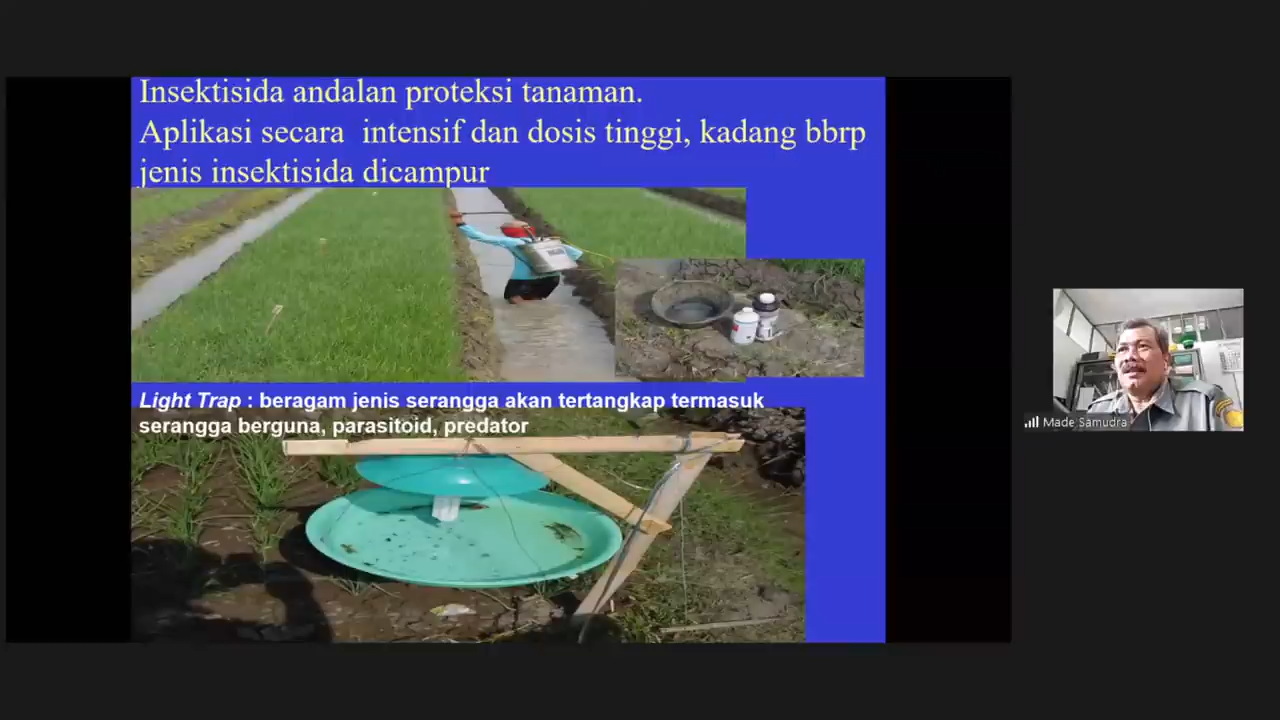 Insektisida andalan proteksi tanaman.
Aplikasi secara intensif dan dosis tinggi, kadang bbrp
jenis insektisida dicampur
Light Trap : beragam jenis serangga akan tertangkap termasuk
serangga berguna, parasitoid, predator
Made Samudra